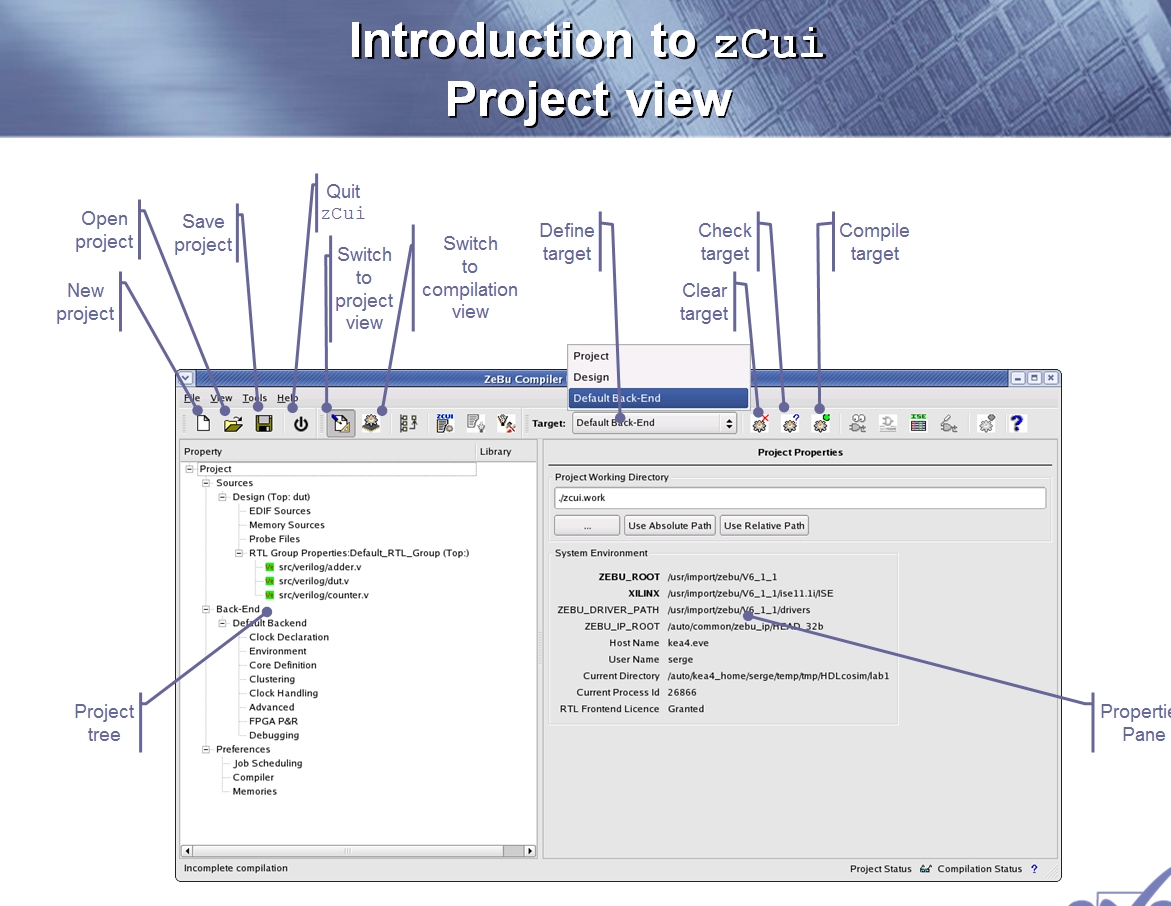 Introduction to zCui
Project view
Quit
zCui
Open
project
Save
project
New
project
Switch
to
project
view
Switch
to
compilation
view
Define
target
Check
target
Clear
target
Compile
target
Project
Design
Default Back-End
ZeBu Compiler
File View Tools Help
ZCUI
Target: Default Back-End
ISE
Property Library
Project
Sources
Design (Top: dut)
EDIF Sources
Memory Sources
Probe Files
RTL Group Properties:Default_RTL_Group (Top:)
src/verilog/adder.v
src/verilog/dut.v
src/verilog/counter.v
Back-End
Default Backend
Clock Declaration
Environment
Core Definition
Clustering
Clock Handling
Advanced
FPGA P&R
Debugging
Preferences
Job Scheduling
Compiler
Memories
Project Properties
Project Working Directory
./zcui.work
... Use Absolute Path Use Relative Path
System Environment
ZEBU_ROOT /usr/import/zebu/V6_1_1
XILINX /usr/import/zebu/V6_1_1/ise11.1i/ISE
ZEBU_DRIVER_PATH /usr/import/zebu/V6_1_1/drivers
ZEBU_IP_ROOT /auto/common/zebu_ip/HEAD_32b
Host Name kea4.eve
User Name serge
Current Directory /auto/kea4_home/serge/temp/tmp/HDLcosim/lab1
Current Process Id 26866
RTL Frontend Licence Granted
Project
tree
Propertie
Pane
Incomplete compilation
Project Status Compilation Status ?